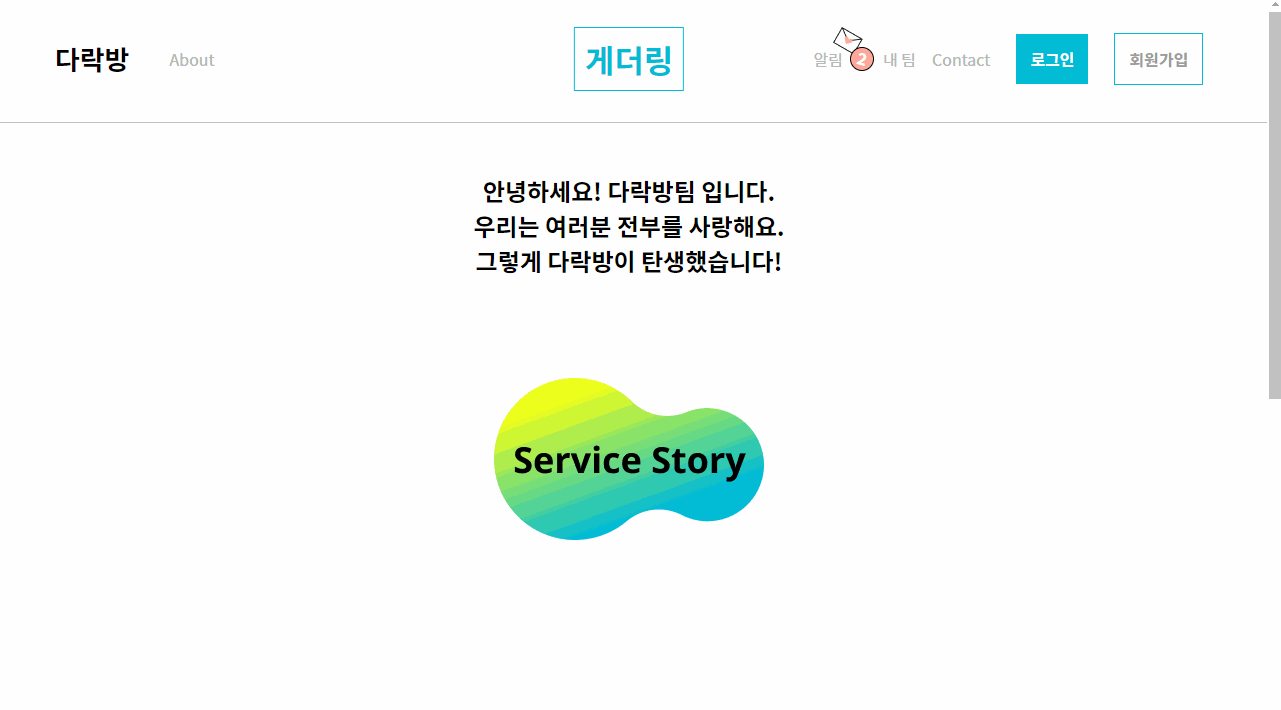 다락방
About
게더링
알림
2
내 팀
Contact
로그인
회원가입
안녕하세요! 다락방팀 입니다.
우리는 여러분 전부를 사랑해요.
그렇게 다락방이 탄생했습니다!
Service Story